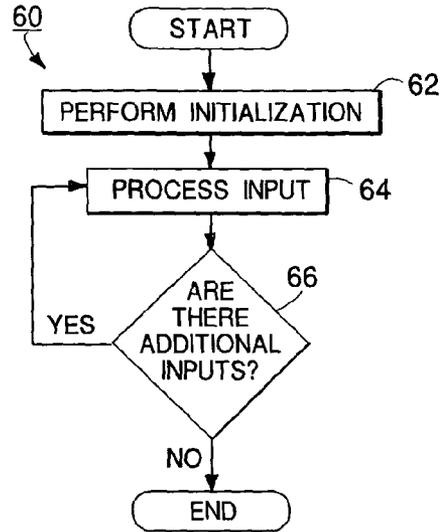 60
START
PERFORM INITIALIZATION
62
PROCESS INPUT
64
66
ARE
THERE
ADDITIONAL
INPUTS?
YES
NO
END